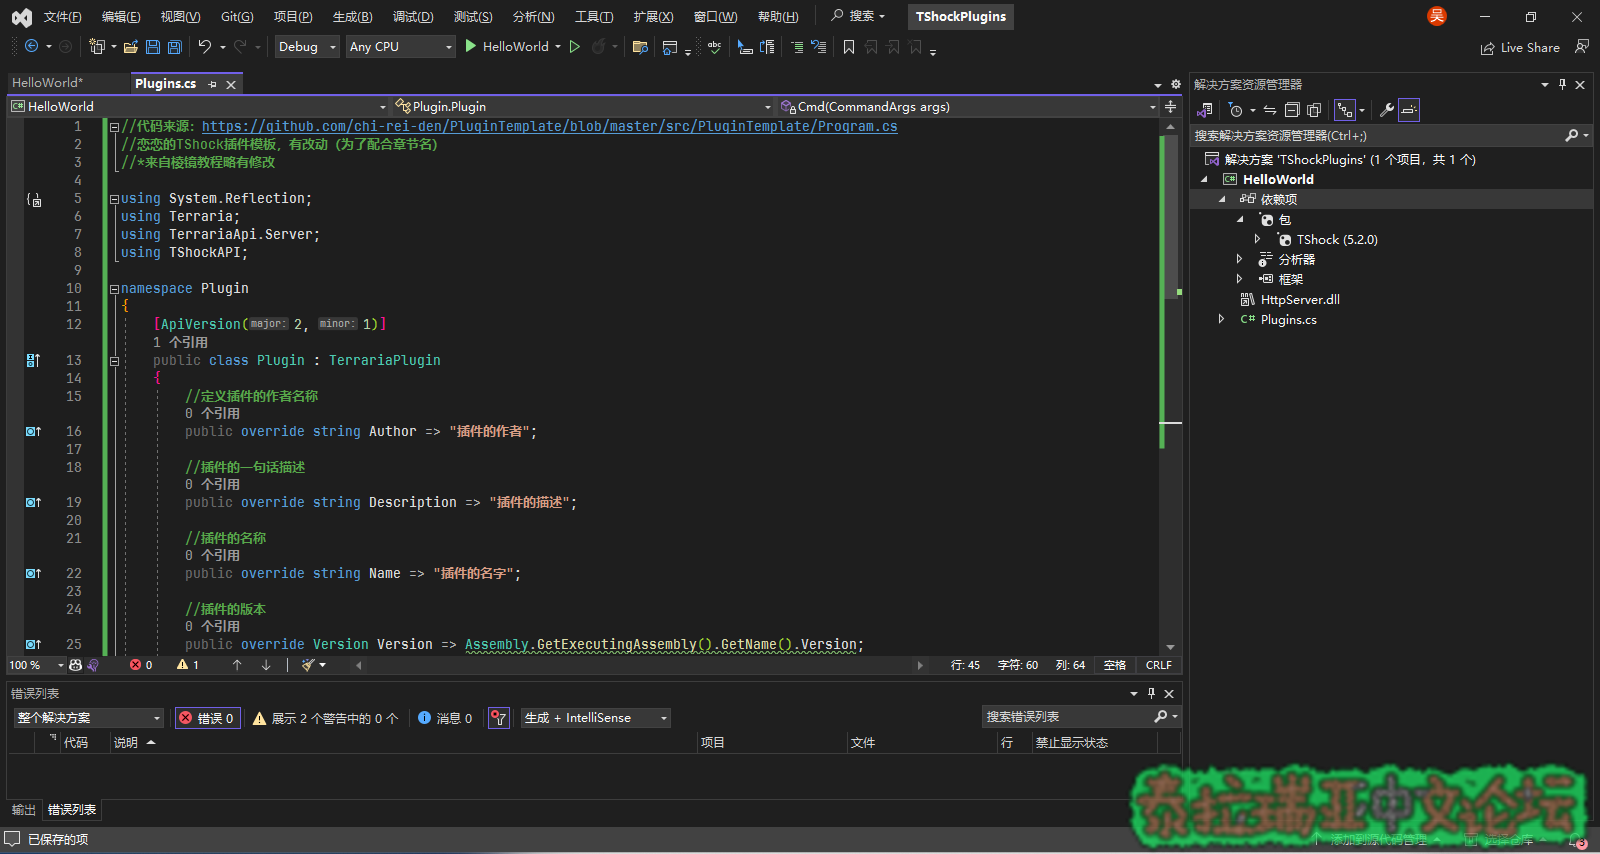 文件(F) 编辑(E) 视图(V) Git(G) 项目(P) 生成(B) 调试(D) 测试(S) 分析(N) 工具(T) 扩展(X) 窗口(W) 帮助(H) 搜索 TShockPlugins 吴
Debug Any CPU HelloWorld Live Share
HelloWorld* Plugins.cs
HelloWorld Plugin.Plugin Cmd(CommandArgs args)
1 //代码来源：https://github.com/chi-rei-den/PluginTemplate/blob/master/src/PluginTemplate/Program.cs
2 //恋恋的TShock插件模板，有改动（为了配合章节名）
3 //*来自棱镜教程略有修改
4
5 using System.Reflection;
6 using Terraria;
7 using TerrariaApi.Server;
8 using TShockAPI;
9
10 namespace Plugin
11 {
12 [ApiVersion(major: 2, minor: 1)]
1 个引用
13 public class Plugin : TerrariaPlugin
14 {
15 //定义插件的作者名称
0 个引用
16 public override string Author => "插件的作者";
17
18 //插件的一句话描述
0 个引用
19 public override string Description => "插件的描述";
20
21 //插件的名称
0 个引用
22 public override string Name => "插件的名字";
23
24 //插件的版本
0 个引用
25 public override Version Version => Assembly.GetExecutingAssembly().GetName().Version;
100 % 0 1 行: 45 字符: 60 列: 64 空格 CRLF
错误列表
整个解决方案 错误 0 展示 2 个警告中的 0 个 消息 0 生成 + IntelliSense 搜索错误列表
代码 说明 项目 文件 行 禁止显示状态
输出 错误列表
已保存的项 添加到源代码管理 选择仓库 3
解决方案资源管理器
搜索解决方案资源管理器(Ctrl+;)
解决方案 'TShockPlugins' (1 个项目，共 1 个)
HelloWorld
依赖项
包
TShock (5.2.0)
分析器
框架
HttpServer.dll
C# Plugins.cs
泰拉瑞亚中文论坛